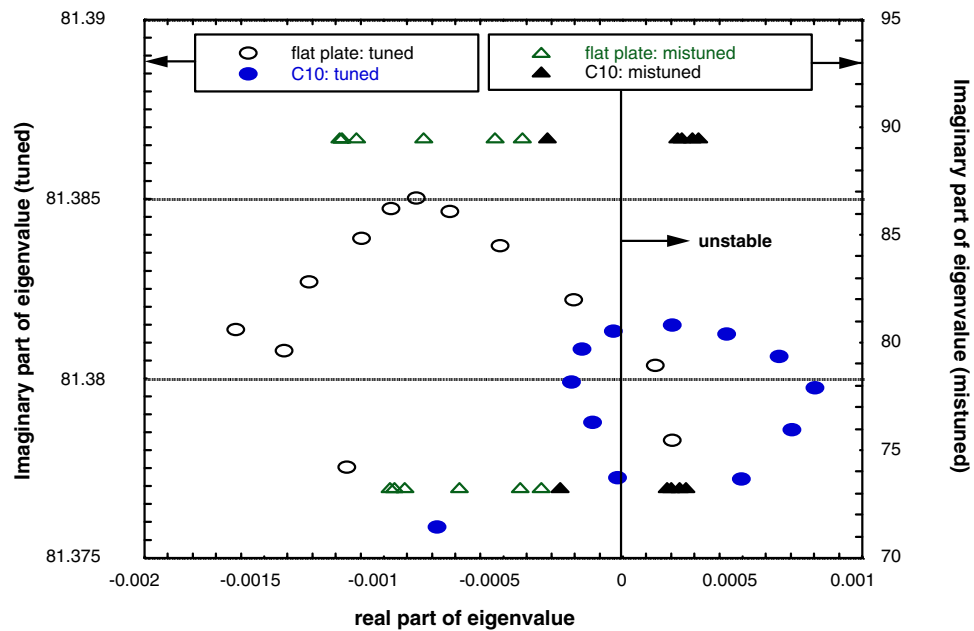 81.39
95
flat plate: tuned
C10: tuned
flat plate: mistuned
C10: mistuned
90
81.385
85
unstable
80
81.38
75
81.375
70
-0.002
-0.0015
-0.001
-0.0005
0
0.0005
0.001
real part of eigenvalue
Imaginary part of eigenvalue (tuned)
Imaginary part of eigenvalue
(mistuned)